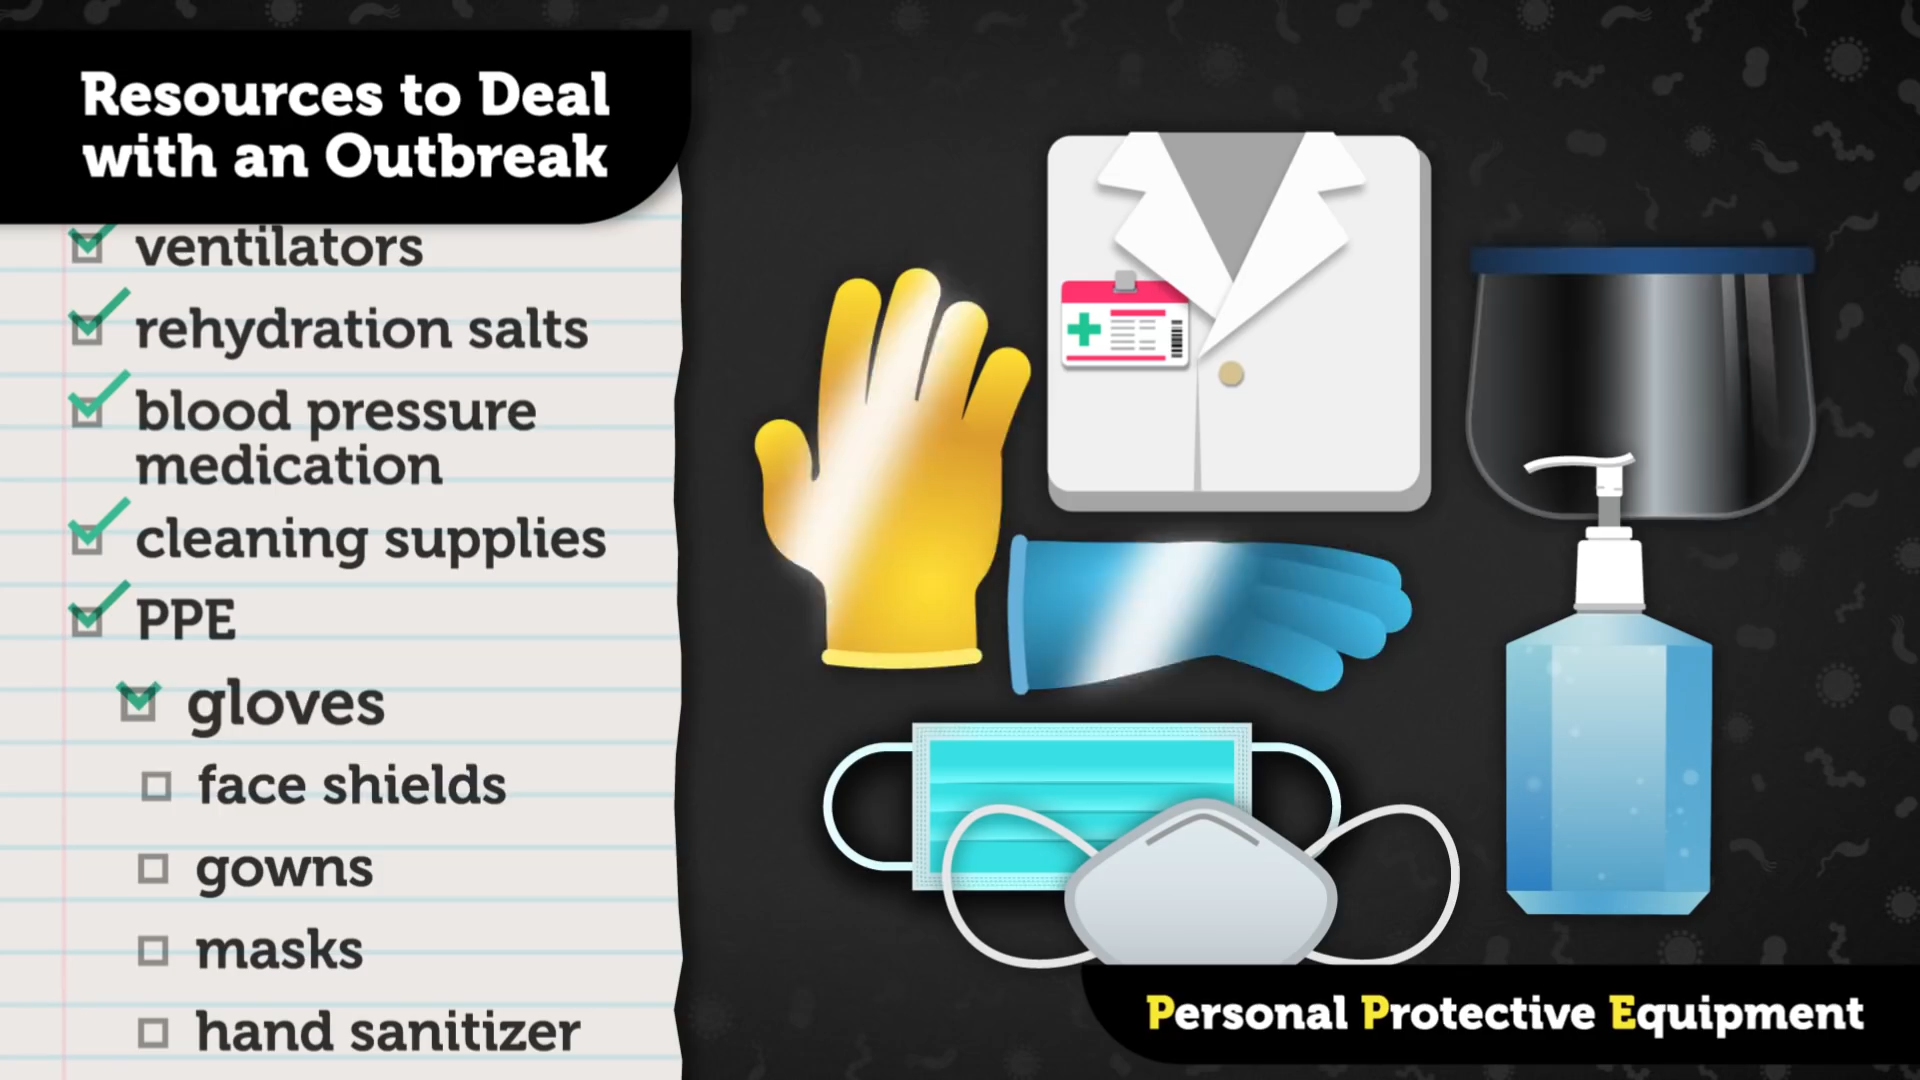 Resources to Deal
with an Outbreak
ventilators
rehydration salts
blood pressure
medication
cleaning supplies
PPE
gloves
face shields
gowns
masks
hand sanitizer
Personal Protective Equipment